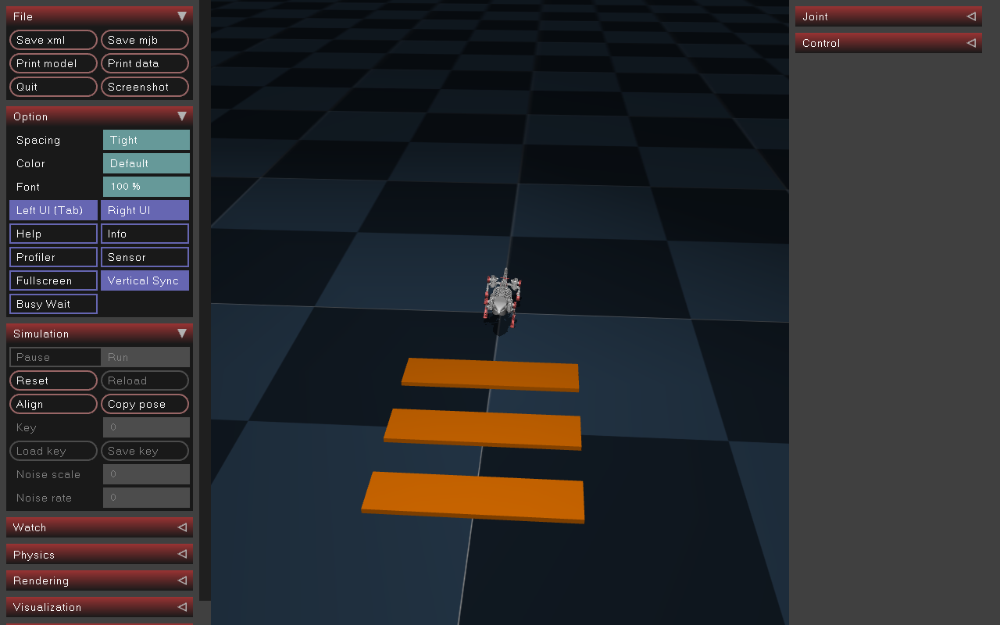 File
Save xml Save mjb
Print model Print data
Quit Screenshot
Option
Spacing Tight
Color Default
Font 100 %
Left UI (Tab) Right UI
Help Info
Profiler Sensor
Fullscreen Vertical Sync
Busy Wait
Simulation
Pause Run
Reset Reload
Align Copy pose
Key 0
Load key Save key
Noise scale 0
Noise rate 0
Watch
Physics
Rendering
Visualization
Joint
Control